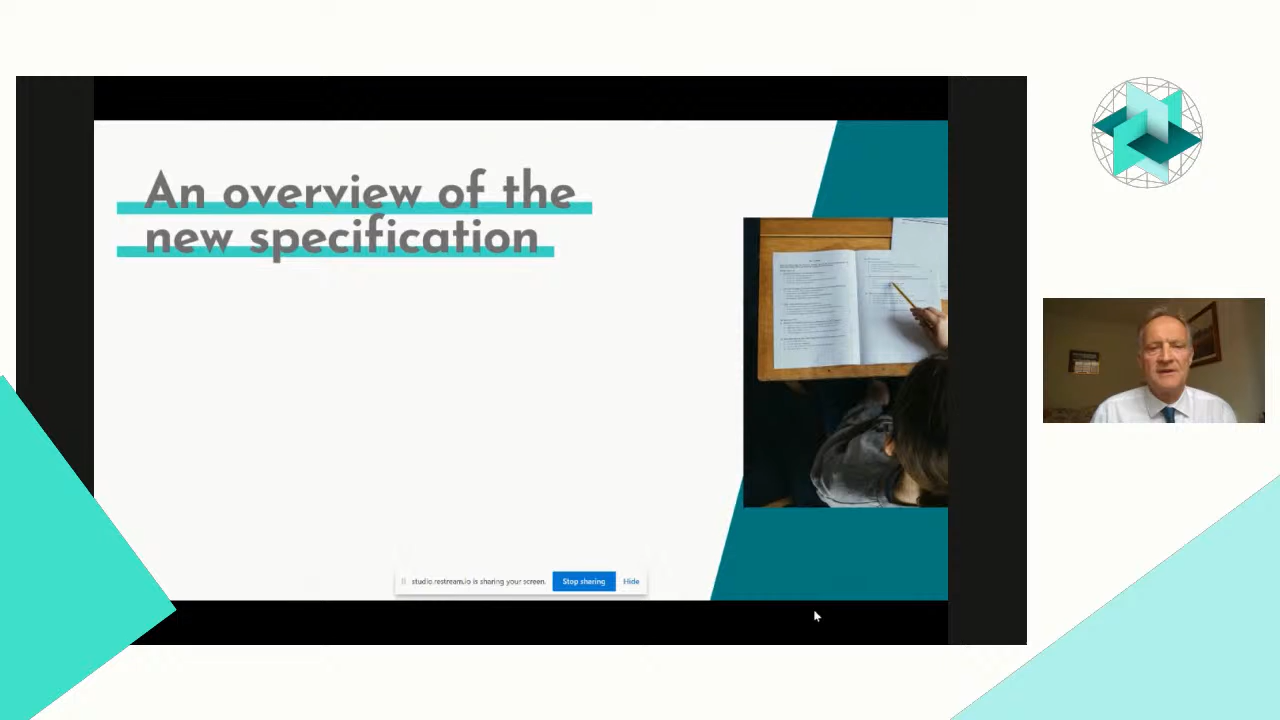 An overview of the
new specification
studio.restream.io is sharing your screen.
Stop sharing
Hide